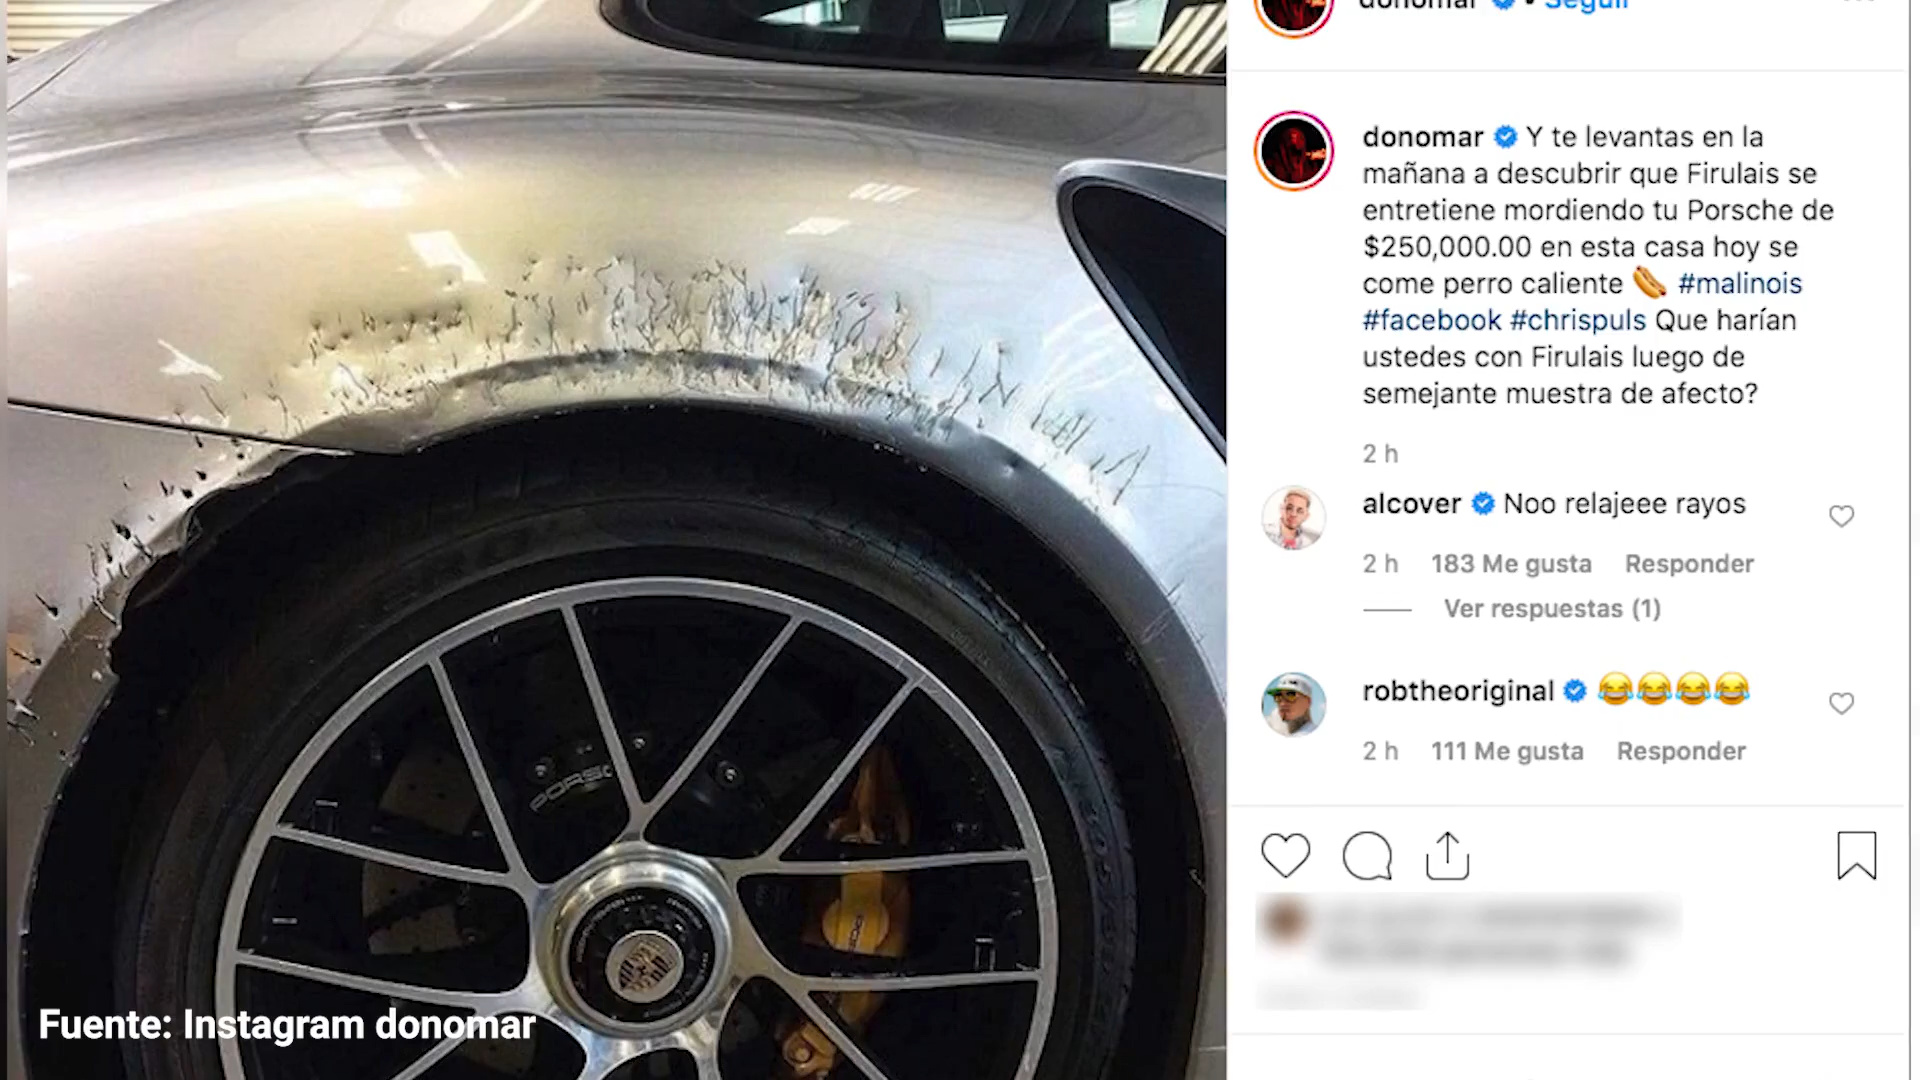 donomar • Seguir
donomar Y te levantas en la
mañana a descubrir que Firulais se
entretiene mordiendo tu Porsche de
$250,000.00 en esta casa hoy se
come perro caliente 🌭 #malinois
#facebook #chrispuls Que harían
ustedes con Firulais luego de
semejante muestra de afecto?
2 h
alcover Noo relajeee rayos
2 h 183 Me gusta Responder
Ver respuestas (1)
robtheoriginal 😂😂😂😂
2 h 111 Me gusta Responder
PORSC
Fuente: Instagram donomar